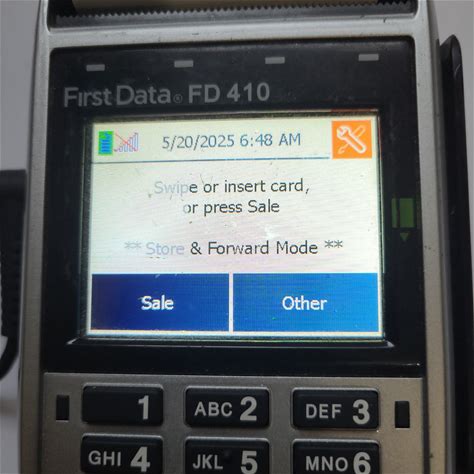 First Data® FD 410
5/20/2025 6:48 AM
Swipe or insert card,
or press Sale
** Store & Forward Mode **
Sale Other
1 ABC 2 DEF 3
GHI 4 JKL 5 MNO 6